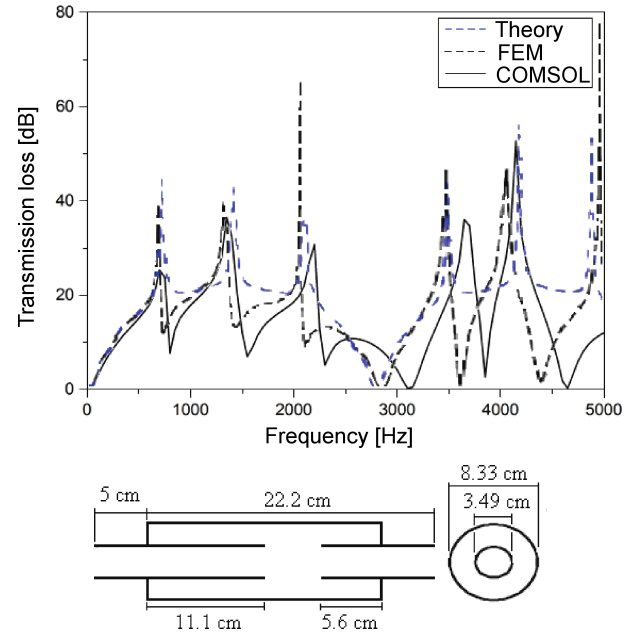 80
60
40
20
0
Transmission loss [dB]
Theory
FEM
COMSOL
0 1000 2000 3000 4000 5000
Frequency [Hz]
5 cm
22.2 cm
8.33 cm
3.49 cm
11.1 cm
5.6 cm